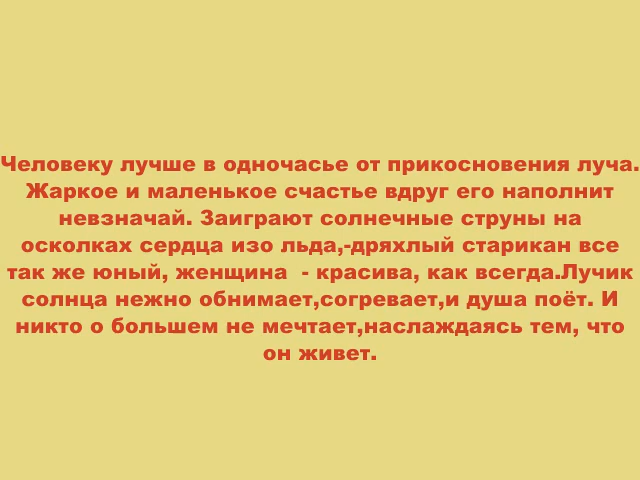 Человеку лучше в одночасье от прикосновения луча.
Жаркое и маленькое счастье вдруг его наполнит
невзначай. Заиграют солнечные струны на
осколках сердца изо льда,-дряхлый старикан все
так же юный, женщина  - красива, как всегда.Лучик
солнца нежно обнимает,согревает,и душа поёт. И
никто о большем не мечтает,наслаждаясь тем, что
он живет.